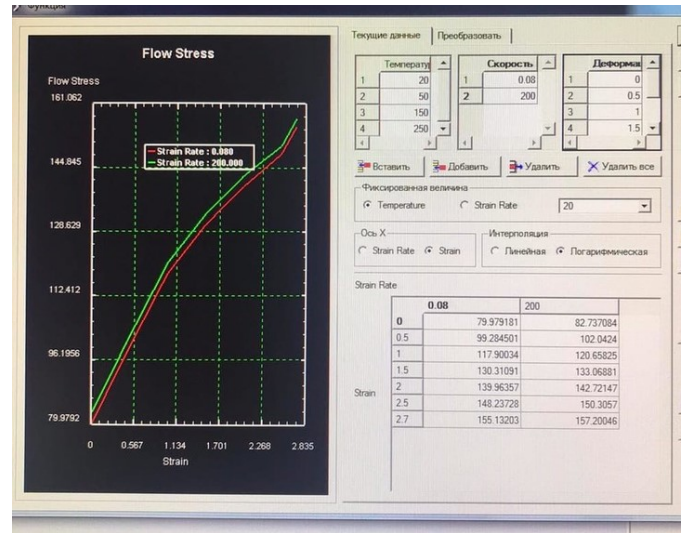 Функция
Flow Stress
Flow Stress
161.062
144.845
128.629
112.412
96.1956
79.9792
Strain Rate : 0.080
Strain Rate : 200.000
0 0.567 1.134 1.701 2.268 2.835
Strain
Текущие данные Преобразовать
Температур
1 20
2 50
3 150
4 250
Скорость
1 0.08
2 200
Деформац
1 0
2 0.5
3 1
4 1.5
Вставить Добавить Удалить Удалить все
Фиксированная величина
Temperature Strain Rate 20
Ось X
Strain Rate Strain
Интерполяция
Линейная Логарифмическая
Strain Rate
0.08 200
0 79.979181 82.737084
0.5 99.284501 102.0424
1 117.90034 120.65825
1.5 130.31091 133.06881
2 139.96357 142.72147
2.5 148.23728 150.3057
2.7 155.13203 157.20046
Strain